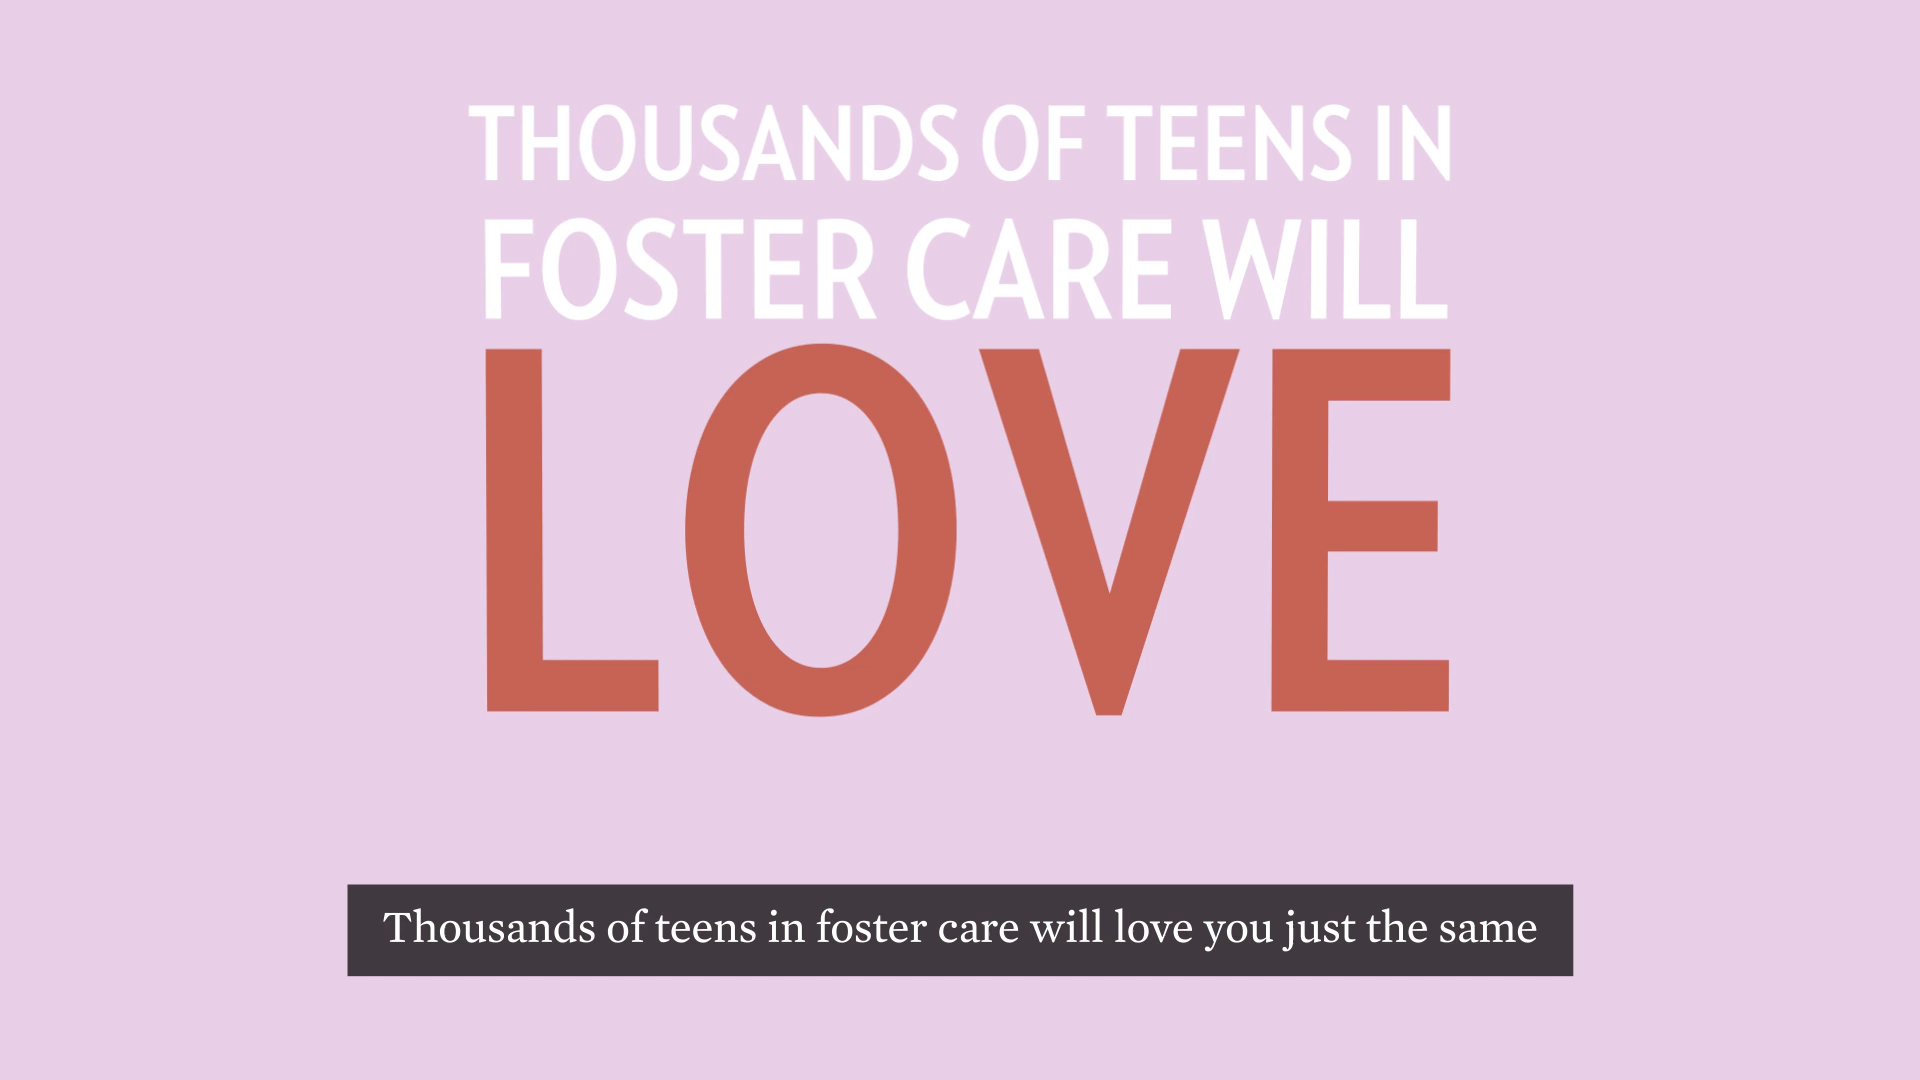 THOUSANDS OF TEENS IN
FOSTER CARE WILL
LOVE
Thousands of teens in foster care will love you just the same